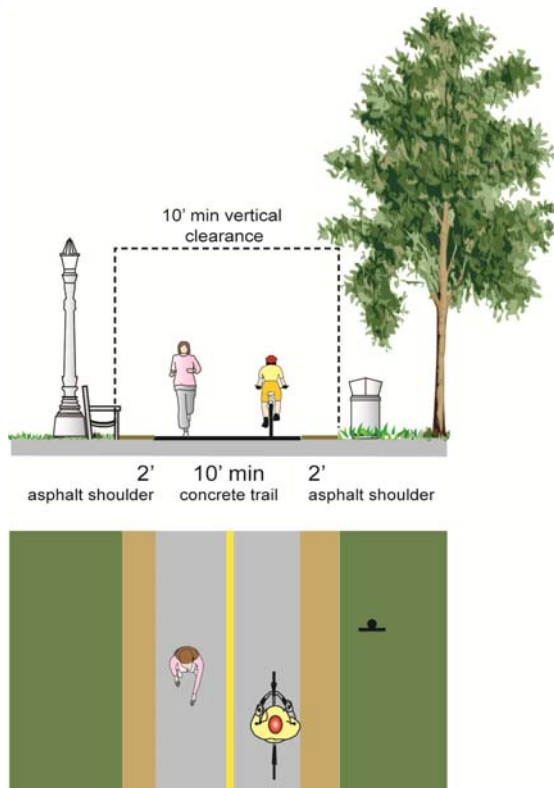 10’ min vertical
clearance
2’ 10’ min 2’
asphalt shoulder concrete trail asphalt shoulder